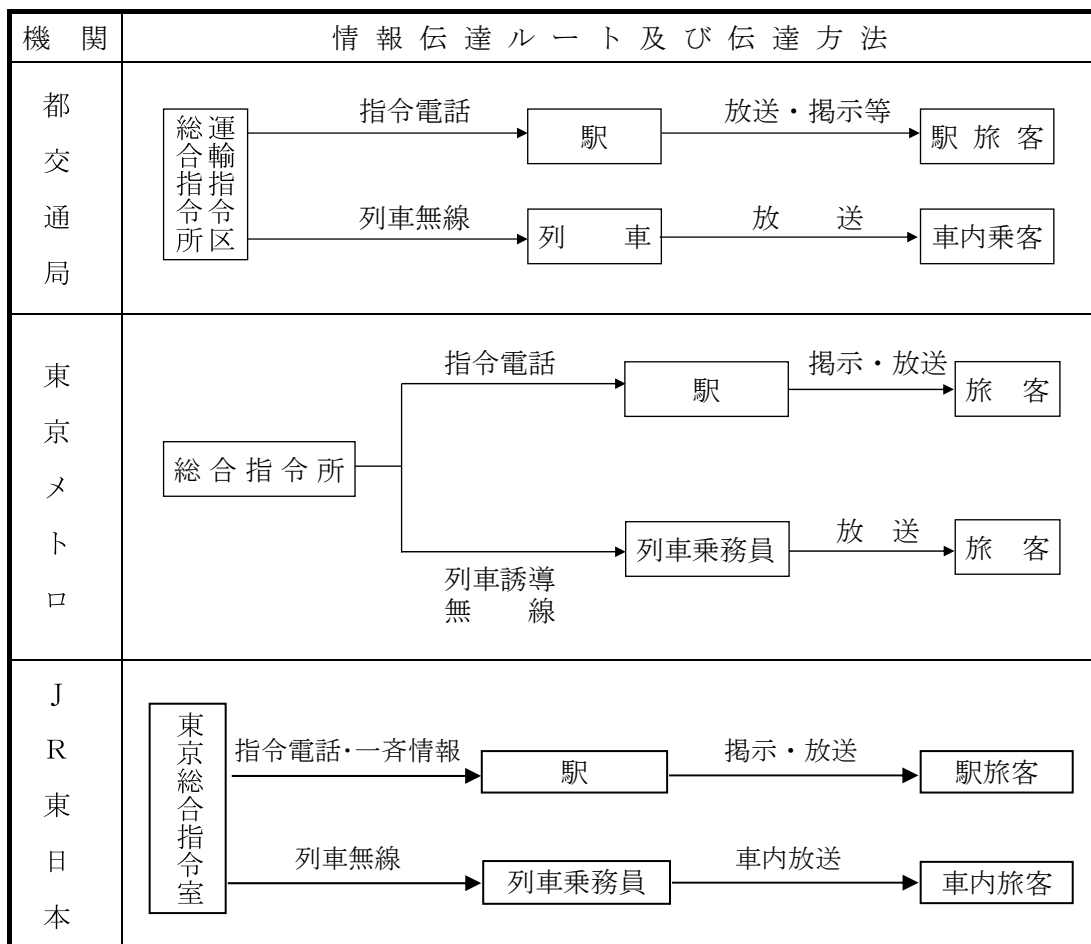 機 関
情報伝達ルート及び伝達方法
都交通局
総合指令所
運輸指令区
指令電話
駅
放送・掲示等
駅旅客
列車無線
列 車
放 送
車内乗客
東京メトロ
総合指令所
指令電話
駅
掲示・放送
旅 客
列車誘導
無 線
列車乗務員
放 送
旅 客
JR東日本
東京総合指令室
指令電話・一斉情報
駅
掲示・放送
駅旅客
列車無線
列車乗務員
車内放送
車内旅客